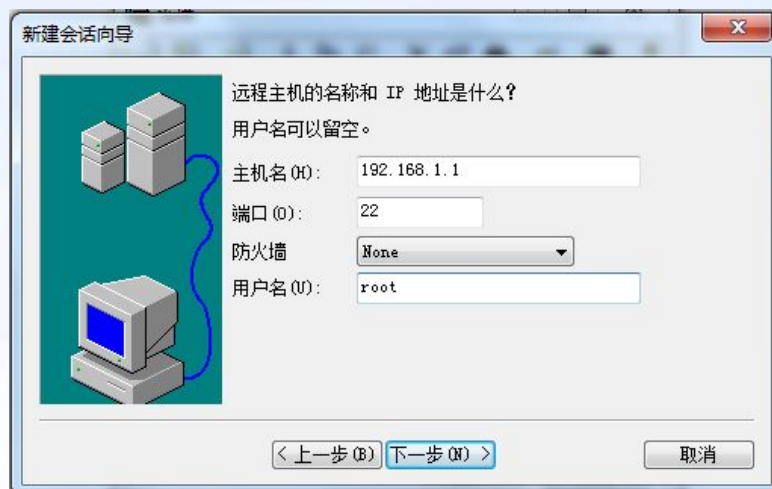 新建会话向导
远程主机的名称和 IP 地址是什么?
用户名可以留空。
主机名(H): 192.168.1.1
端口(O): 22
防火墙 None
用户名(U): root
< 上一步(B) 下一步(N) > 取消